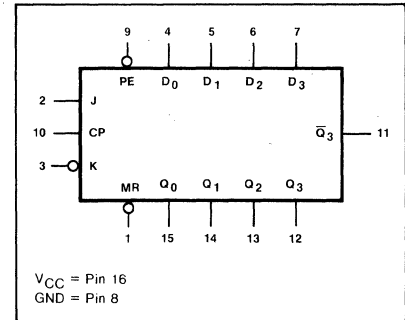 9 4 5 6 7
PE D0 D1 D2 D3
2 J
10 CP Q̅3 11
3 K
MR Q0 Q1 Q2 Q3
1 15 14 13 12
VCC = Pin 16
GND = Pin 8